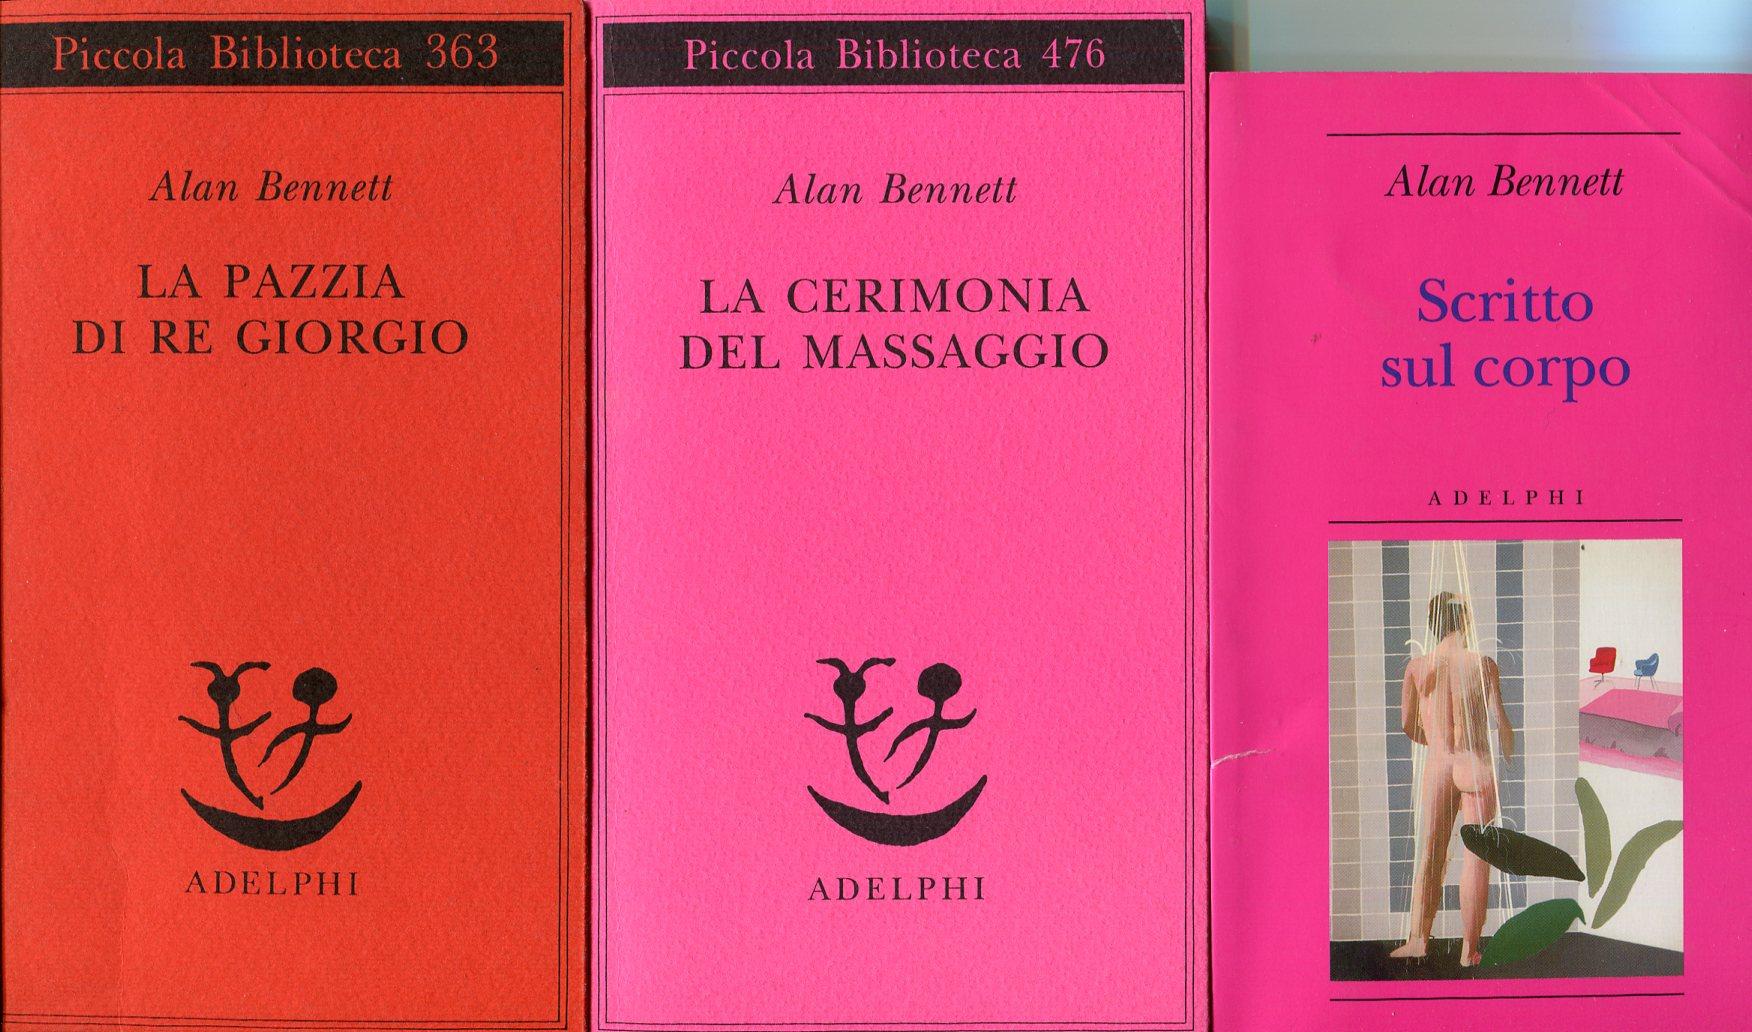 Piccola Biblioteca 363
Alan Bennett
LA PAZZIA
DI RE GIORGIO
ADELPHI
Piccola Biblioteca 476
Alan Bennett
LA CERIMONIA
DEL MASSAGGIO
ADELPHI
Alan Bennett
Scritto
sul corpo
ADELPHI